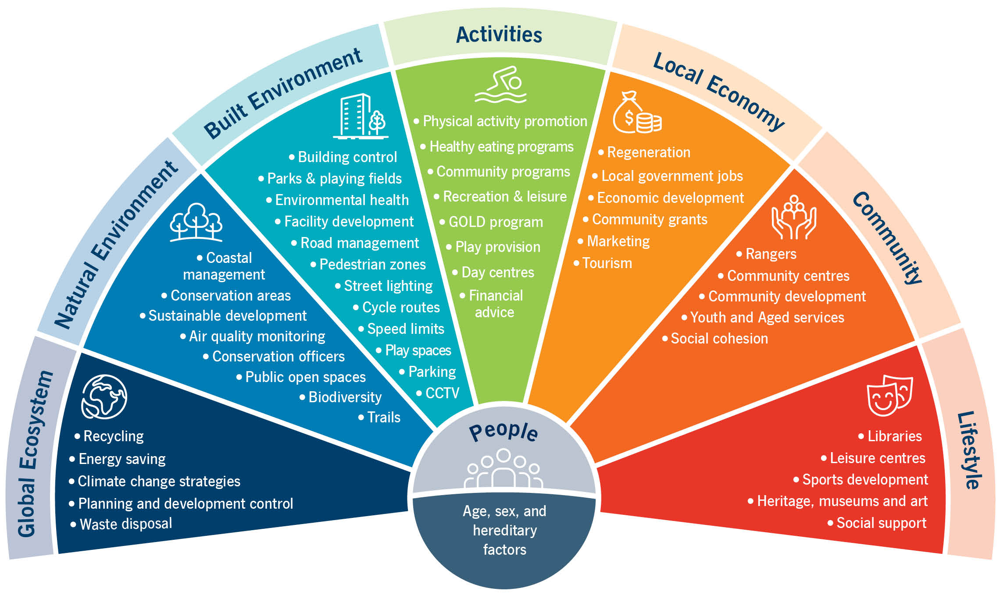 Global Ecosystem
• Recycling
• Energy saving
• Climate change strategies
• Planning and development control
• Waste disposal
Natural Environment
• Coastal
management
• Conservation areas
• Sustainable development
• Air quality monitoring
• Conservation officers
• Public open spaces
• Biodiversity
• Trails
Built Environment
• Building control
• Parks & playing fields
• Environmental health
• Facility development
• Road management
• Pedestrian zones
• Street lighting
• Cycle routes
• Speed limits
• Play spaces
• Parking
• CCTV
Activities
• Physical activity promotion
• Healthy eating programs
• Community programs
• Recreation & leisure
• GOLD program
• Play provision
• Day centres
• Financial
advice
Local Economy
$
• Regeneration
• Local government jobs
• Economic development
• Community grants
• Marketing
• Tourism
Community
• Rangers
• Community centres
• Community development
• Youth and Aged services
• Social cohesion
Lifestyle
• Libraries
• Leisure centres
• Sports development
• Heritage, museums and art
• Social support
People
Age, sex, and
hereditary
factors